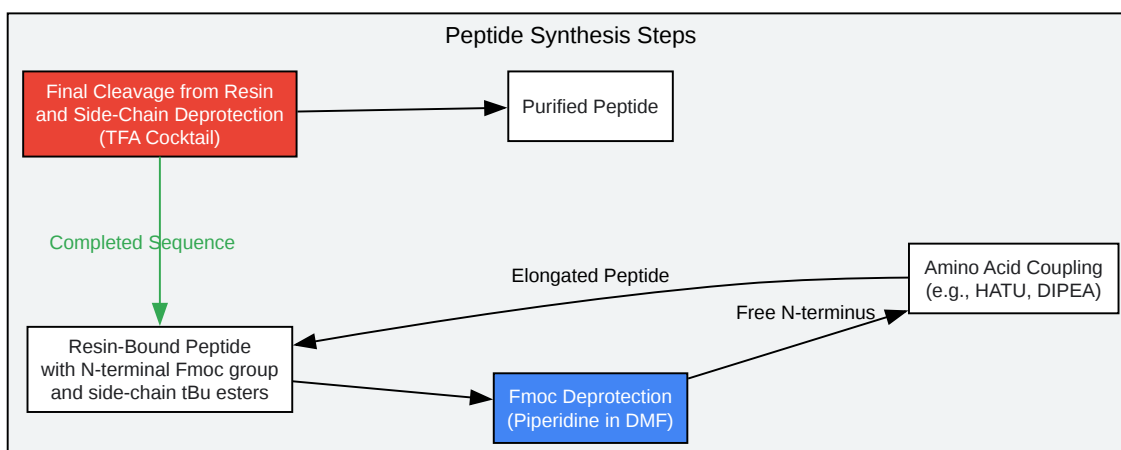 Peptide Synthesis Steps
Final Cleavage from Resin
and Side-Chain Deprotection
(TFA Cocktail)
Purified Peptide
Completed Sequence
Elongated Peptide
Amino Acid Coupling
(e.g., HATU, DIPEA)
Free N-terminus
Resin-Bound Peptide
with N-terminal Fmoc group
and side-chain tBu esters
Fmoc Deprotection
(Piperidine in DMF)